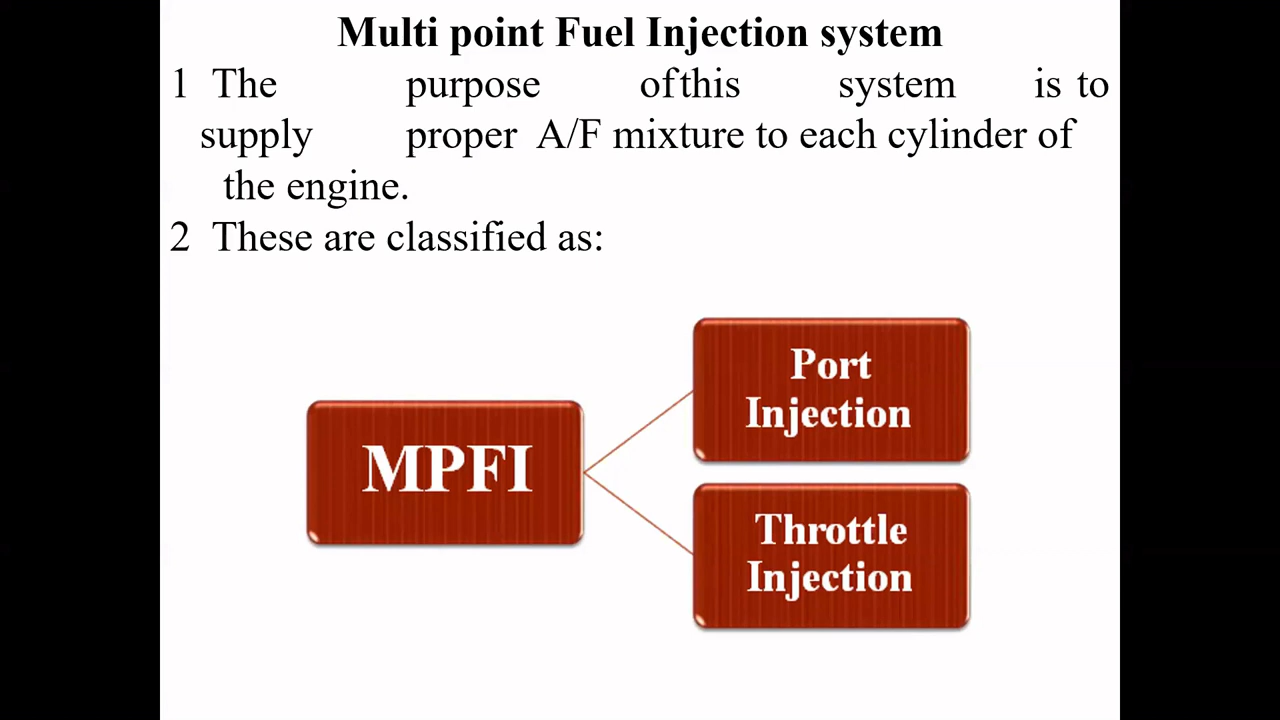 Multi point Fuel Injection system
1 The purpose ofthis system is to
supply proper A/F mixture to each cylinder of
the engine.
2 These are classified as:
Port
Injection
MPFI
Throttle
Injection